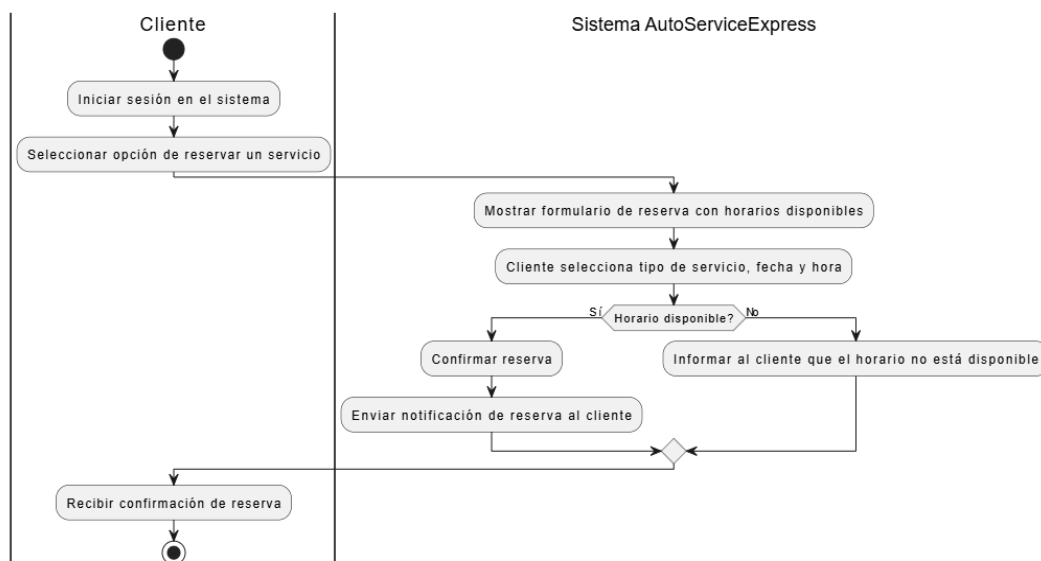 Cliente
Sistema AutoServiceExpress
Iniciar sesión en el sistema
Seleccionar opción de reservar un servicio
Mostrar formulario de reserva con horarios disponibles
Cliente selecciona tipo de servicio, fecha y hora
Sí
Horario disponible?
No
Confirmar reserva
Informar al cliente que el horario no está disponible
Enviar notificación de reserva al cliente
Recibir confirmación de reserva